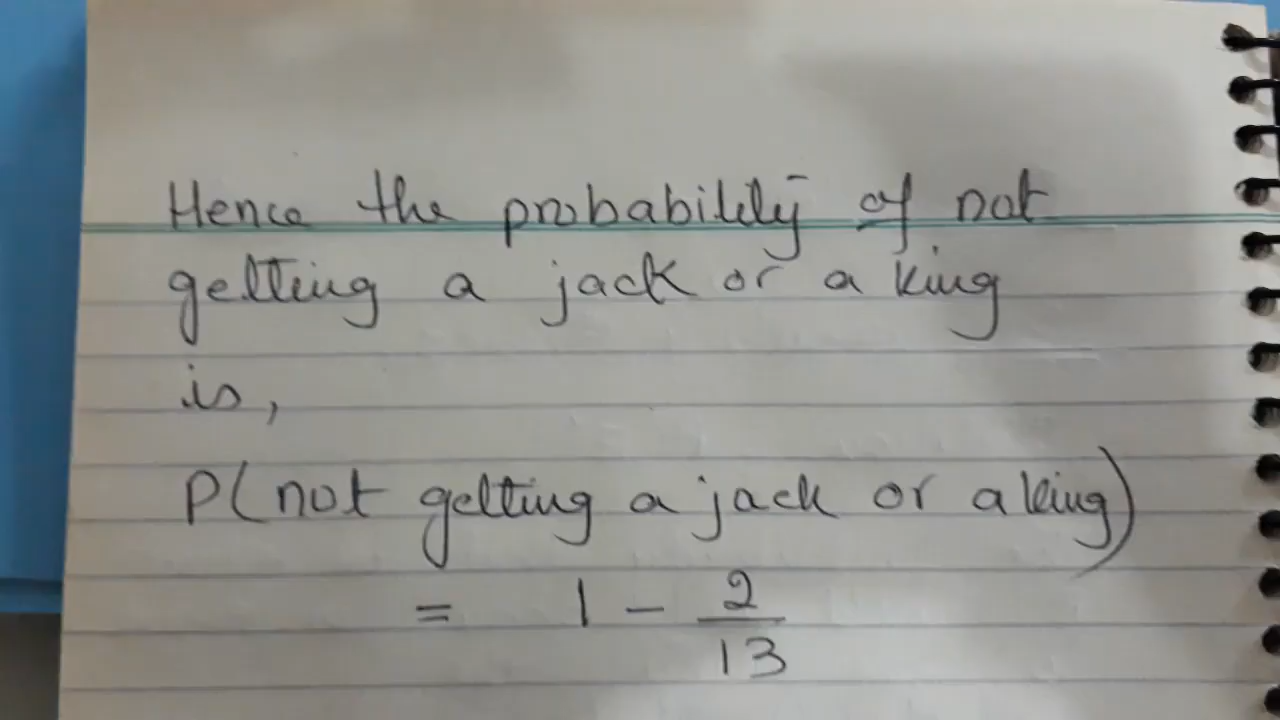 Hence the probability of not
getting a jack or a king
is,
P(not getting a jack or a king)
= 1 - 2/13